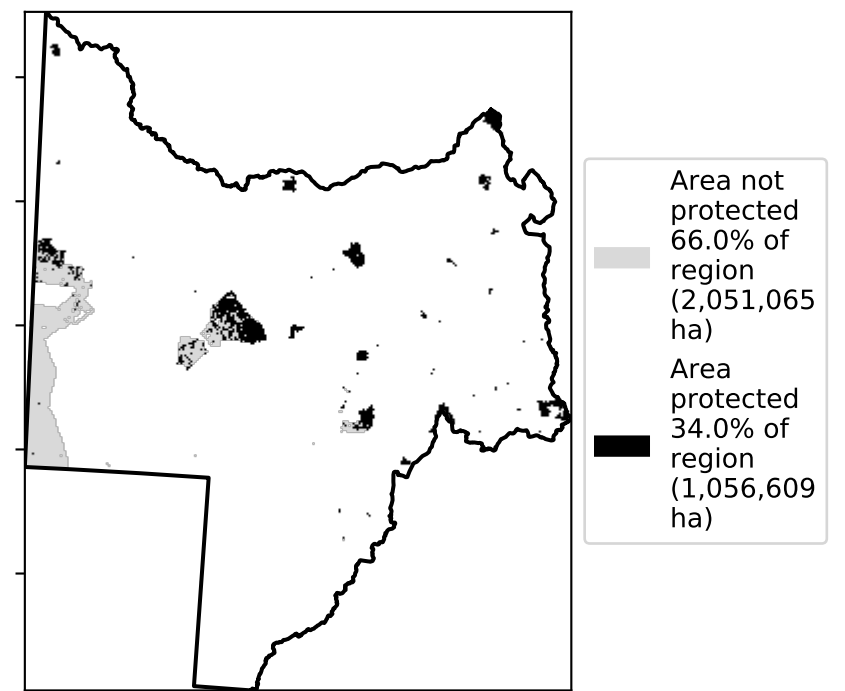 Area not
protected
66.0% of
region
(2,051,065
ha)
Area
protected
34.0% of
region
(1,056,609
ha)